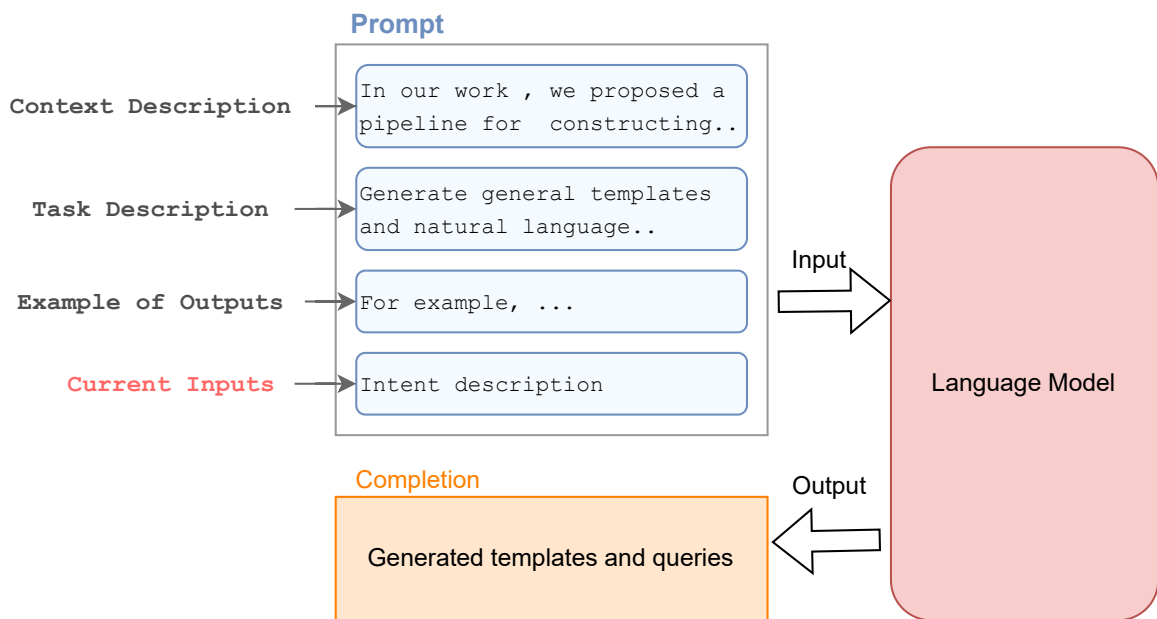 Prompt
Context Description
In our work , we proposed a
pipeline for constructing..
Task Description
Generate general templates
and natural language..
Example of Outputs
For example, ...
Current Inputs
Intent description
Input
Language Model
Completion
Output
Generated templates and queries